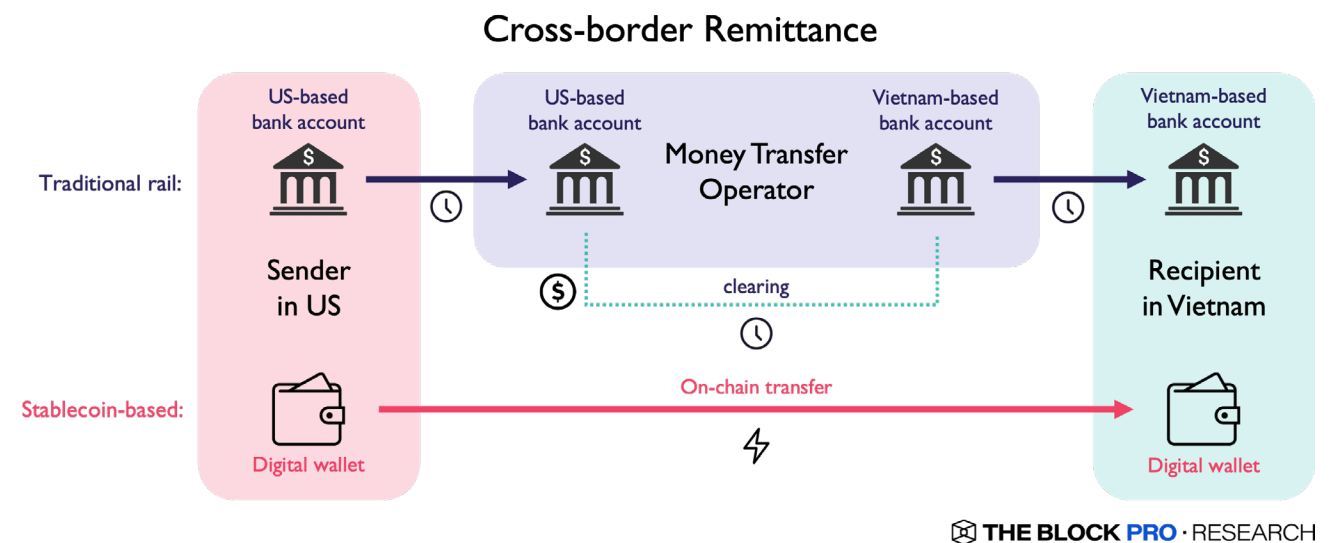 Cross-border Remittance
US-based
bank account
US-based
bank account
Vietnam-based
bank account
Vietnam-based
bank account
$
$
$
$
Money Transfer
Operator
Traditional rail:
Sender
in US
$
clearing
Recipient
in Vietnam
On-chain transfer
Stablecoin-based:
Digital wallet
Digital wallet
THE BLOCK PRO · RESEARCH